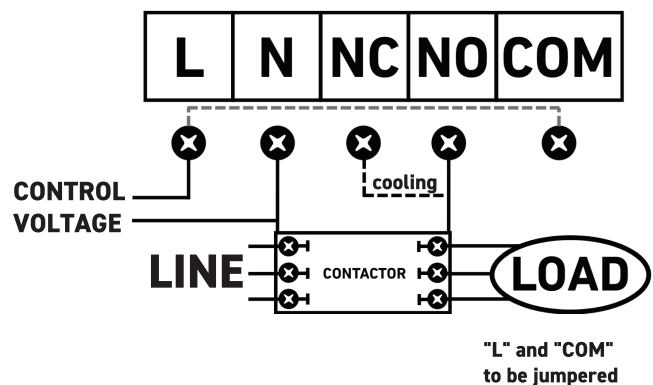 L N NC NO COM
cooling
CONTROL
VOLTAGE
LINE
CONTACTOR
LOAD
"L" and "COM"
to be jumpered